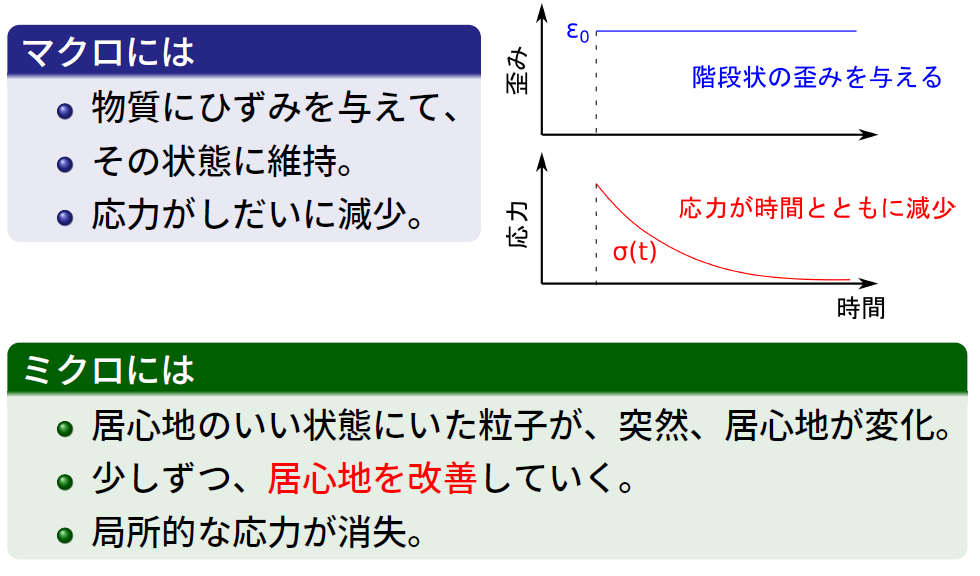 マクロには
物質にひずみを与えて、
その状態に維持。
応力がしだいに減少。
歪み
ε0
階段状の歪みを与える
応力
応力が時間とともに減少
σ(t)
時間
ミクロには
居心地のいい状態にいた粒子が、突然、居心地が変化。
少しずつ、居心地を改善していく。
局所的な応力が消失。